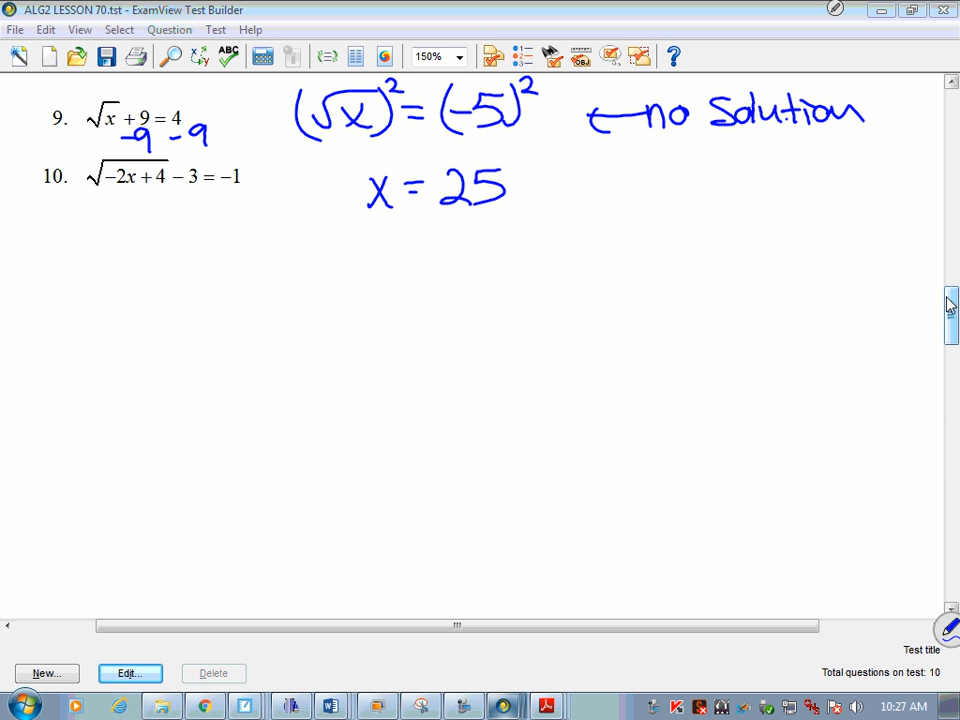 ALG2 LESSON 70.tst - ExamView Test Builder
File Edit View Select Question Test Help
150%
9. √x + 9 = 4
-9 -9
(√x)² = (-5)² ← no solution
10. √(-2x + 4) - 3 = -1
x = 25
Test title
New... Edit... Delete
Total questions on test: 10
10:27 AM